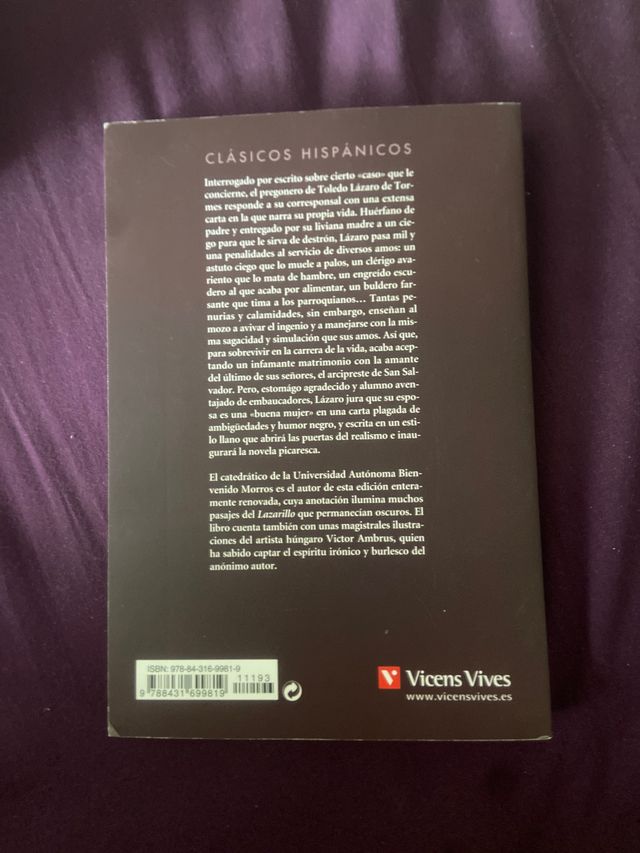 CLÁSICOS HISPÁNICOS
Interrogado por escrito sobre cierto «caso» que le
concierne, el pregonero de Toledo Lázaro de Tor-
mes responde a su corresponsal con una extensa
carta en la que narra su propia vida. Huérfano de
padre y entregado por su liviana madre a un cie-
go para que le sirva de destrón, Lázaro pasa mil y
una penalidades al servicio de diversos amos: un
astuto ciego que lo muele a palos, un clérigo ava-
riento que lo mata de hambre, un engreído escu-
dero al que acaba por alimentar, un buldero far-
sante que tima a los parroquianos... Tantas pe-
nurias y calamidades, sin embargo, enseñan al
mozo a avivar el ingenio y a manejarse con la mis-
ma sagacidad y simulación que sus amos. Así que,
para sobrevivir en la carrera de la vida, acaba acep-
tando un infamante matrimonio con la amante
del último de sus señores, el arcipreste de San Sal-
vador. Pero, estomágo agradecido y alumno aven-
tajado de embaucadores, Lázaro jura que su espo-
sa es una «buena mujer» en una carta plagada de
ambigüedades y humor negro, y escrita en un esti-
lo llano que abrirá las puertas del realismo e inau-
gurará la novela picaresca.
El catedrático de la Universidad Autónoma Bien-
venido Morros es el autor de esta edición entera-
mente renovada, cuya anotación ilumina muchos
pasajes del Lazarillo que permanecían oscuros. El
libro cuenta también con unas magistrales ilustra-
ciones del artista húngaro Victor Ambrus, quien
ha sabido captar el espíritu irónico y burlesco del
anónimo autor.
ISBN: 978-84-316-9981-9
11193
9 788431 699819
Vicens Vives
www.vicensvives.es